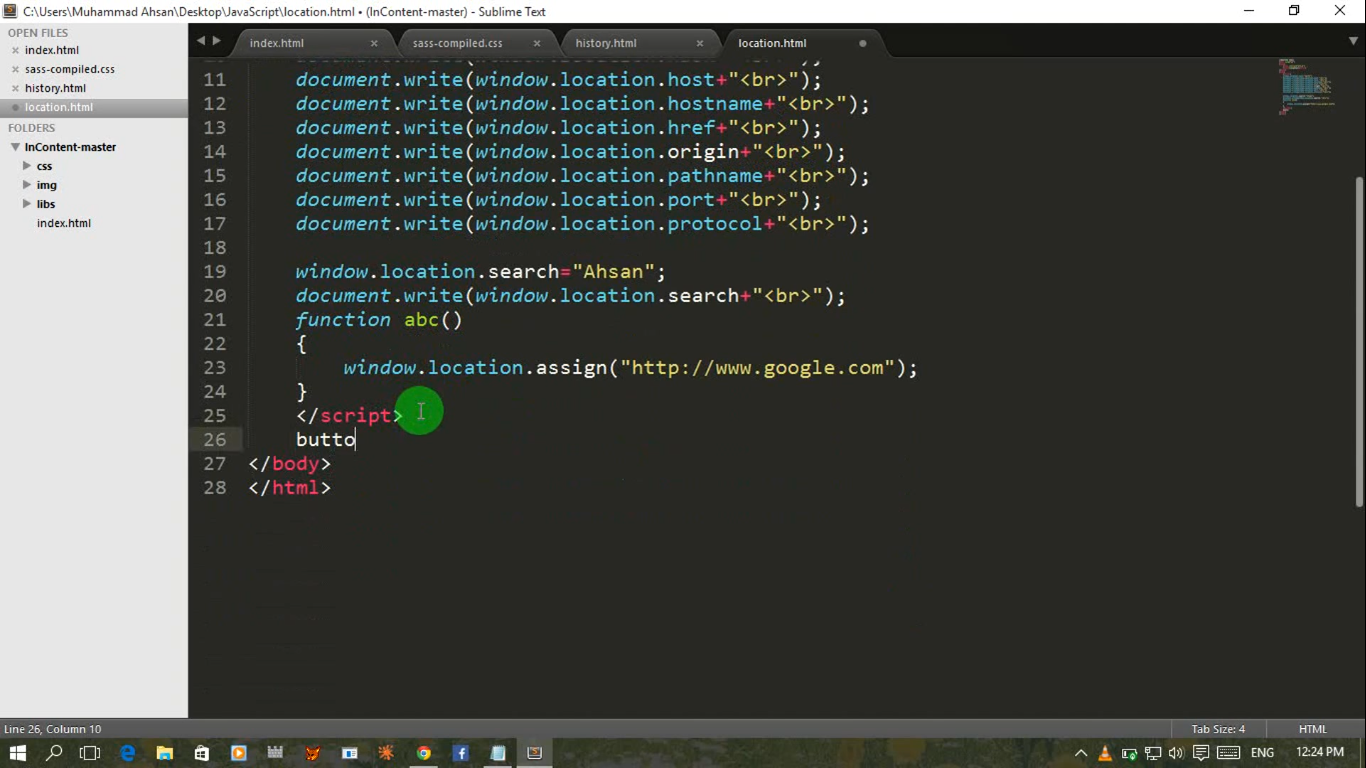 C:\Users\Muhammad Ahsan\Desktop\JavaScript\location.html • (InContent-master) - Sublime Text
OPEN FILES
index.html
sass-compiled.css
history.html
location.html
FOLDERS
InContent-master
css
img
libs
index.html
index.html
sass-compiled.css
history.html
location.html
11 document.write(window.location.host+"<br>");
12 document.write(window.location.hostname+"<br>");
13 document.write(window.location.href+"<br>");
14 document.write(window.location.origin+"<br>");
15 document.write(window.location.pathname+"<br>");
16 document.write(window.location.port+"<br>");
17 document.write(window.location.protocol+"<br>");
18
19 window.location.search="Ahsan";
20 document.write(window.location.search+"<br>");
21 function abc()
22 {
23 window.location.assign("http://www.google.com");
24 }
25 </script>
26 butto
27 </body>
28 </html>
Line 26, Column 10
Tab Size: 4
HTML
ENG
12:24 PM